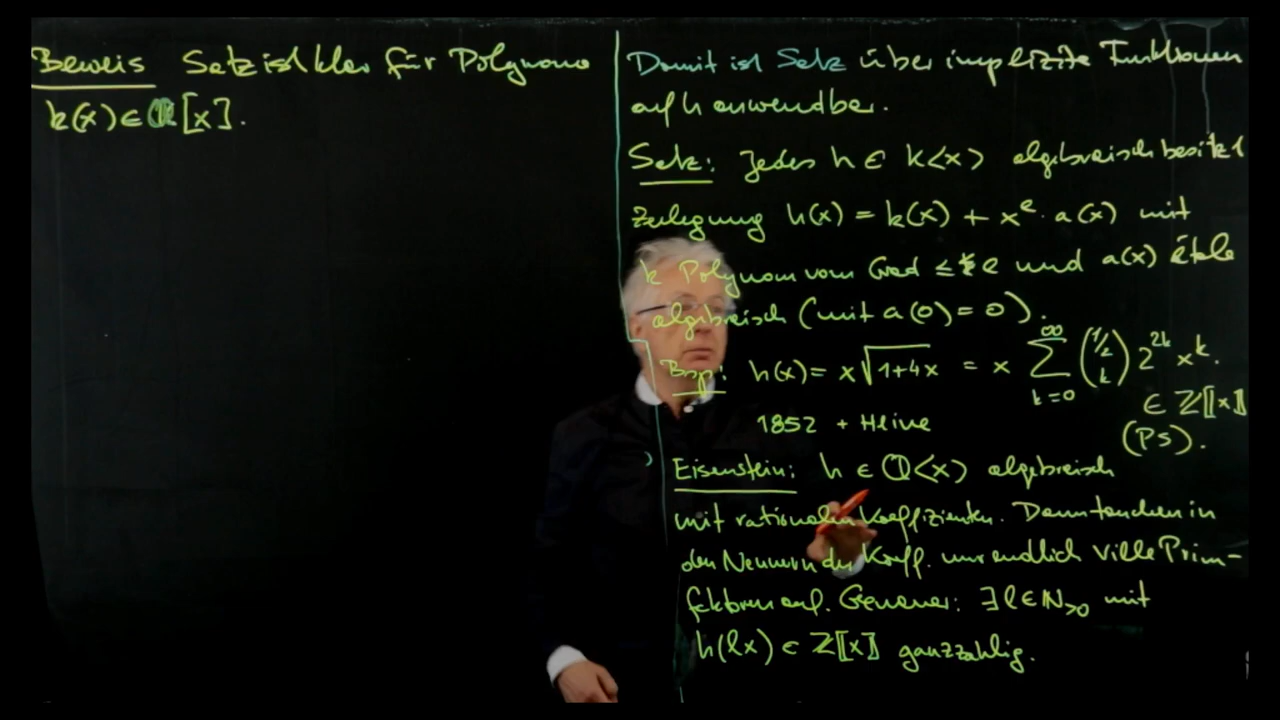 Beweis Satz ist klar für Polynome
k(x) ∈ ℚ[x].
Damit ist Satz über implizite Funktionen
auf h anwendbar.
Satz: Jedes h ∈ K<x> algebraisch besitzt
Zerlegung h(x) = k(x) + x^e · a(x) mit
k Polynom vom Grad ≤ e und a(x) étale
algebraisch (mit a(0) = 0).
Bsp: h(x) = x√(1+4x) = x ∑_{k=0}^{∞} (1/2 k) 2^{2k} x^k.
∈ ℤ[[x]]
1852 + Heine
(PS).
Eisenstein: h ∈ ℚ<x> algebraisch
mit rationalen Koeffizienten. Dann tauchen in
den Nennern der Koeff. nur endlich viele Prim-
faktoren auf. Genauer: ∃ l ∈ ℕ_{>0} mit
h(lx) ∈ ℤ[[x]] ganzzahlig.